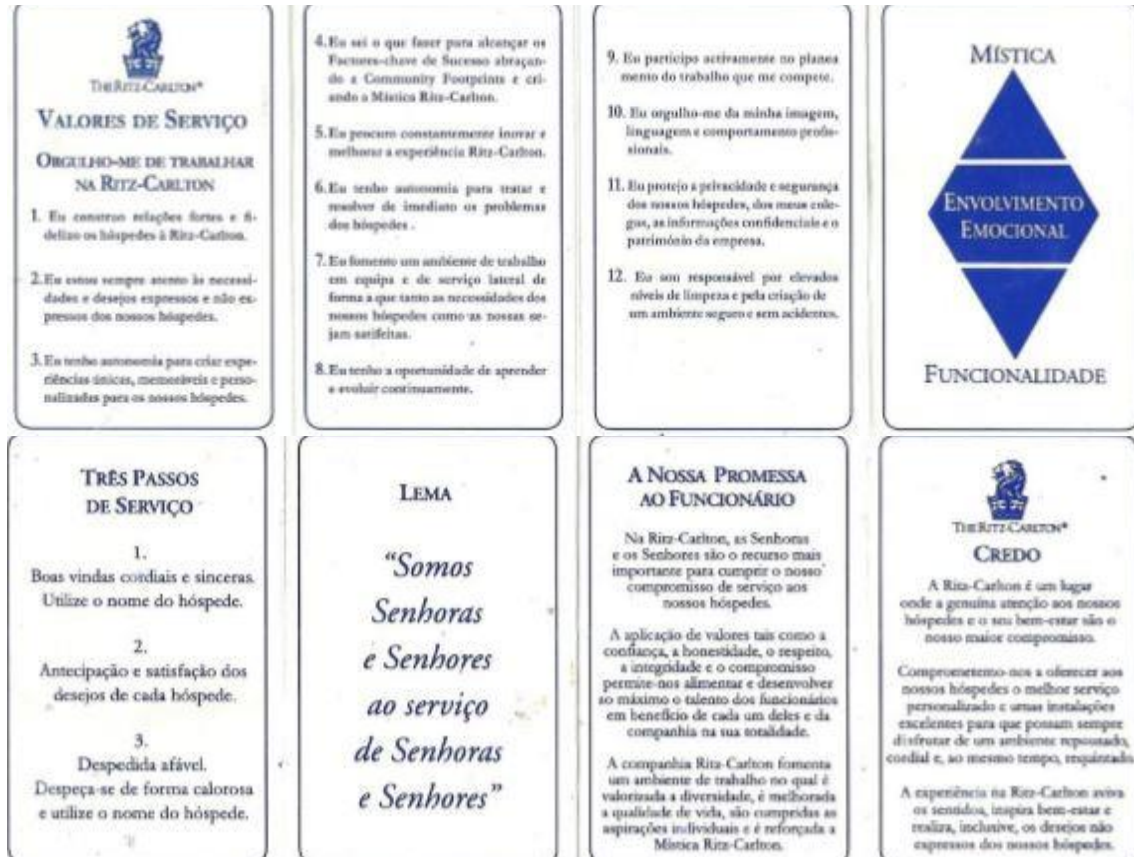 THE RITZ-CARLTON®
VALORES DE SERVIÇO
ORGULHO-ME DE TRABALHAR
NA RITZ-CARLTON
1. Eu construo relações fortes e fi-
delizo os hóspedes à Ritz-Carlton.
2. Eu estou sempre atento às necessi-
dades e desejos expressos e não ex-
pressos dos nossos hóspedes.
3. Eu tenho autonomia para criar expe-
riências únicas, memoráveis e perso-
nalizadas para os nossos hóspedes.
4. Eu sei o que fazer para alcançar os
Factores-chave de Sucesso abraçan-
do a Community Footprints e cri-
ando a Mística Ritz-Carlton.
5. Eu procuro constantemente inovar e
melhorar a experiência Ritz-Carlton.
6. Eu tenho autonomia para tratar e
resolver de imediato os problemas
dos hóspedes .
7. Eu fomento um ambiente de trabalho
em equipa e de serviço lateral de
forma a que tanto as necessidades dos
nossos hóspedes como as nossas se-
jam satifeitas.
8. Eu tenho a oportunidade de aprender
e evoluir continuamente.
9. Eu participo activamente no planea
mento do trabalho que me compete.
10. Eu orgulho-me da minha imagem,
linguagem e comportamento profis-
sionais.
11. Eu protejo a privacidade e segurança
dos nossos hóspedes, dos meus cole-
gas, as informações confidenciais e o
património da empresa.
12. Eu sou responsável por elevados
níveis de limpeza e pela criação de
um ambiente seguro e sem acidentes.
MÍSTICA
ENVOLVIMENTO
EMOCIONAL
FUNCIONALIDADE
TRÊS PASSOS
DE SERVIÇO
1.
Boas vindas cordiais e sinceras.
Utilize o nome do hóspede.
2.
Antecipação e satisfação dos
desejos de cada hóspede.
3.
Despedida afável.
Despeça-se de forma calorosa
e utilize o nome do hóspede.
LEMA
“Somos
Senhoras
e Senhores
ao serviço
de Senhoras
e Senhores”
A NOSSA PROMESSA
AO FUNCIONÁRIO
Na Ritz-Carlton, as Senhoras
e os Senhores são o recurso mais
importante para cumprir o nosso
compromisso de serviço aos
nossos hóspedes.
A aplicação de valores tais como a
confiança, a honestidade, o respeito,
a integridade e o compromisso
permite-nos alimentar e desenvolver
ao máximo o talento dos funcionários
em benefício de cada um deles e da
companhia na sua totalidade.
A companhia Ritz-Carlton fomenta
um ambiente de trabalho no qual é
valorizada a diversidade, é melhorada
a qualidade de vida, são cumpridas as
aspirações individuais e é reforçada a
Mística Ritz-Carlton.
THE RITZ-CARLTON®
CREDO
A Ritz-Carlton é um lugar
onde a genuína atenção aos nossos
hóspedes e o seu bem-estar são o
nosso maior compromisso.
Comprometemo-nos a oferecer aos
nossos hóspedes o melhor serviço
personalizado e umas instalações
excelentes para que possam sempre
disfrutar de um ambiente repousado,
cordial e, ao mesmo tempo, requintado.
A experiência na Ritz-Carlton aviva
os sentidos, inspira bem-estar e
realiza, inclusive, os desejos não
expressos dos nossos hóspedes.